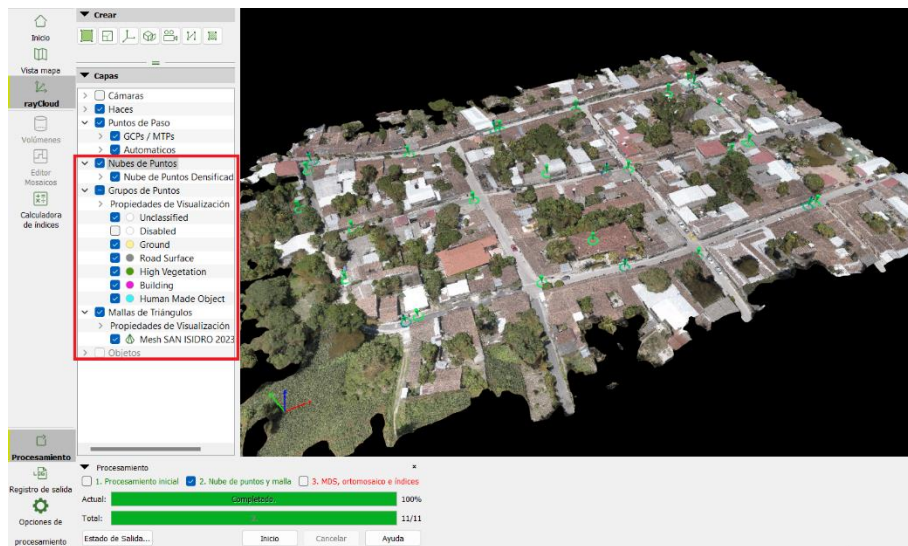 Inicio
Vista mapa
rayCloud
Volúmenes
Editor
Mosaicos
Calculadora
de índices
Crear
Capas
Cámaras
Haces
Puntos de Paso
GCPs / MTPs
Automaticos
Nubes de Puntos
Nube de Puntos Densificad
Grupos de Puntos
Propiedades de Visualización
Unclassified
Disabled
Ground
Road Surface
High Vegetation
Building
Human Made Object
Mallas de Triángulos
Propiedades de Visualización
Mesh SAN ISIDRO 2023
Objetos
Procesamiento
Registro de salida
Opciones de
procesamiento
Procesamiento
1. Procesamiento inicial 2. Nube de puntos y malla 3. MDS, ortomosaico e índices
Actual: Completado. 100%
Total: 11/11
Estado de Salida... Inicio Cancelar Ayuda